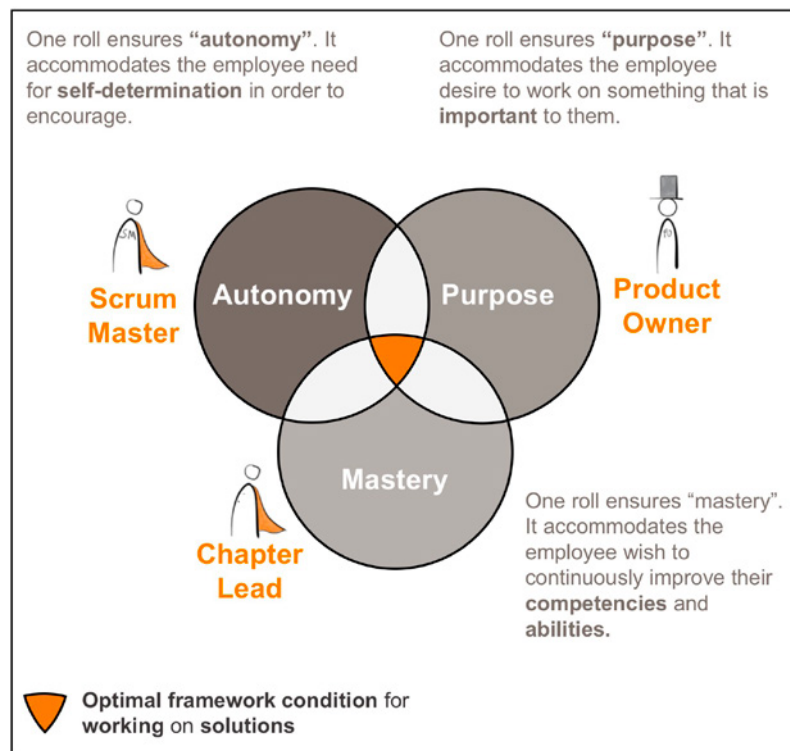 One roll ensures “autonomy”. It
accommodates the employee need
for self-determination in order to
encourage.
One roll ensures “purpose”. It
accommodates the employee
desire to work on something that is
important to them.
SM
Scrum
Master
Autonomy
Purpose
PO
Product
Owner
Mastery
Chapter
Lead
One roll ensures “mastery”.
It accommodates the
employee wish to
continuously improve their
competencies and
abilities.
Optimal framework condition for
working on solutions